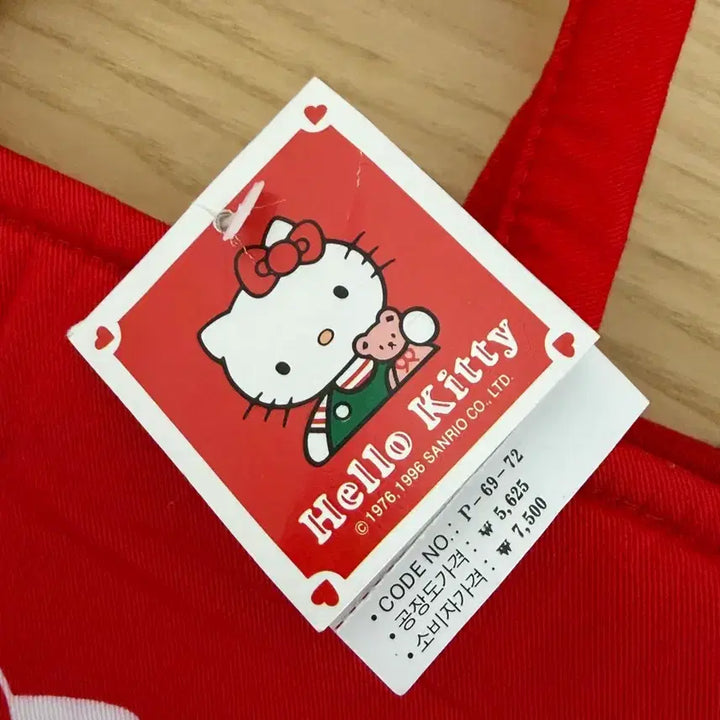 Hello Kitty
© 1976, 1996 SANRIO CO., LTD.
• CODE NO.: P-69-72
• 공장도가격: ₩ 5,625
• 소비자가격: ₩ 7,500